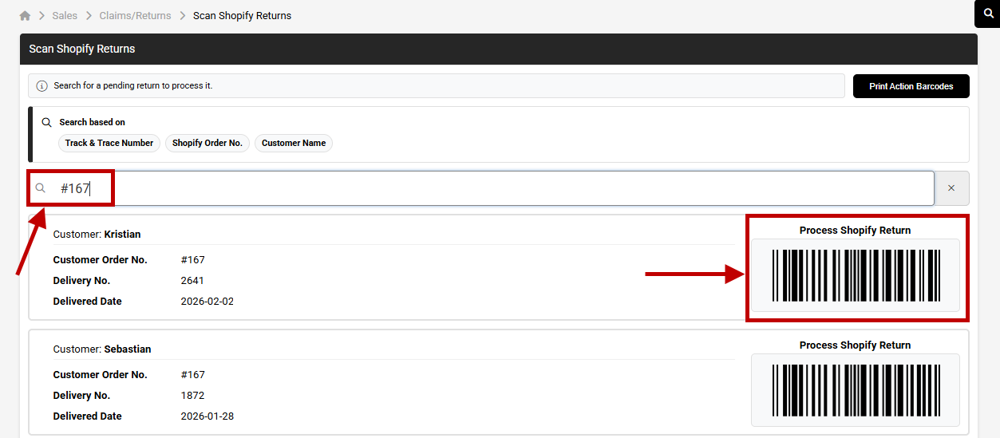 Sales Claims/Returns Scan Shopify Returns
Scan Shopify Returns
Search for a pending return to process it.
Print Action Barcodes
Search based on
Track & Trace Number Shopify Order No. Customer Name
#167
×
Customer: Kristian
Customer Order No. #167
Delivery No. 2641
Delivered Date 2026-02-02
Process Shopify Return
Customer: Sebastian
Customer Order No. #167
Delivery No. 1872
Delivered Date 2026-01-28
Process Shopify Return